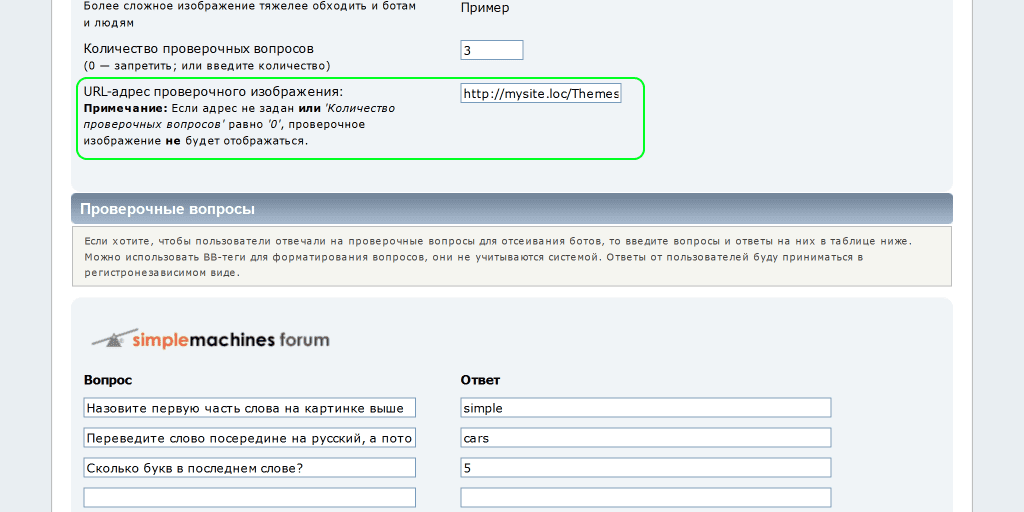 Более сложное изображение тяжелее обходить и ботам
и людям
Пример
Количество проверочных вопросов
(0 — запретить; или введите количество)
3
URL-адрес проверочного изображения:
http://mysite.loc/Themes
Примечание: Если адрес не задан или 'Количество
проверочных вопросов' равно '0', проверочное
изображение не будет отображаться.
Проверочные вопросы
Если хотите, чтобы пользователи отвечали на проверочные вопросы для отсеивания ботов, то введите вопросы и ответы на них в таблице ниже.
Можно использовать BB-теги для форматирования вопросов, они не учитываются системой. Ответы от пользователей буду приниматься в
регистронезависимом виде.
simplemachines forum
Вопрос Ответ
Назовите первую часть слова на картинке выше simple
Переведите слово посередине на русский, а пото cars
Сколько букв в последнем слове? 5